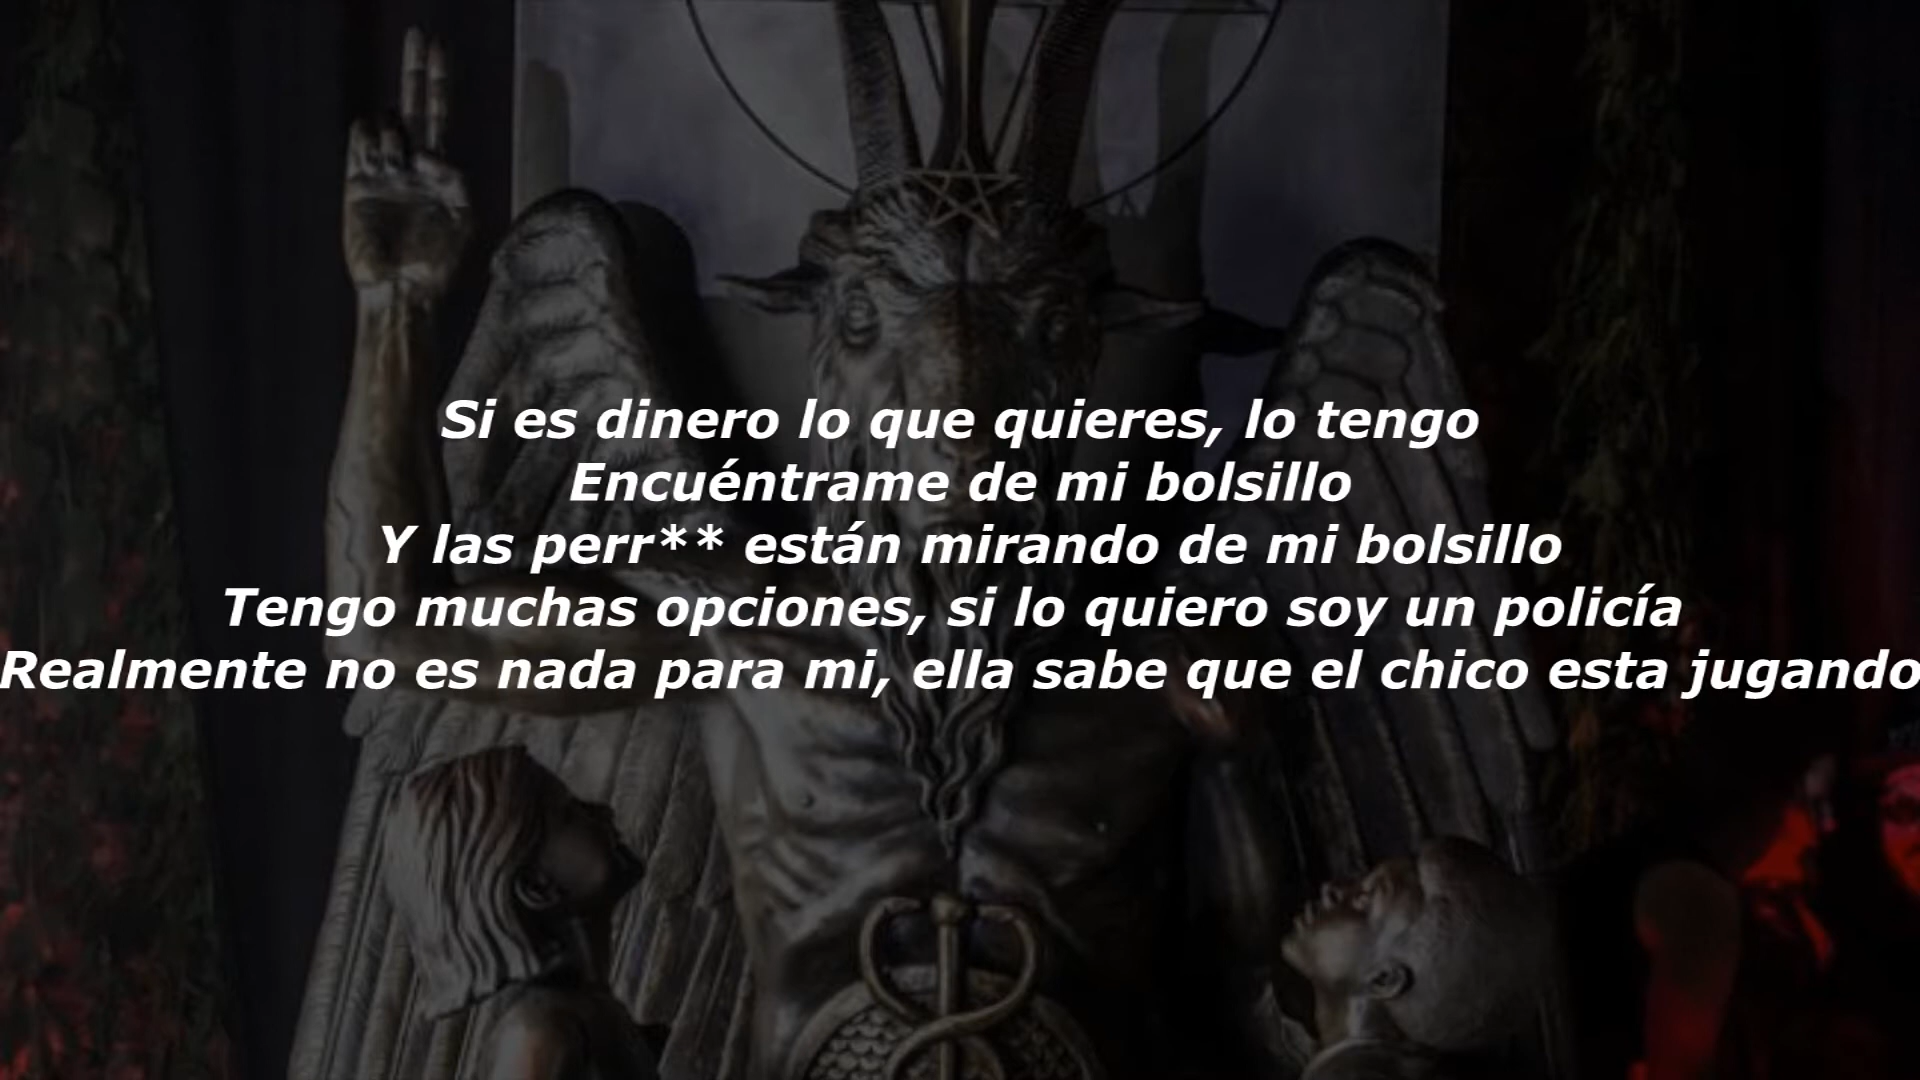 Si es dinero lo que quieres, lo tengo
Encuéntrame de mi bolsillo
Y las perr** están mirando de mi bolsillo
Tengo muchas opciones, si lo quiero soy un policía
Realmente no es nada para mi, ella sabe que el chico esta jugando